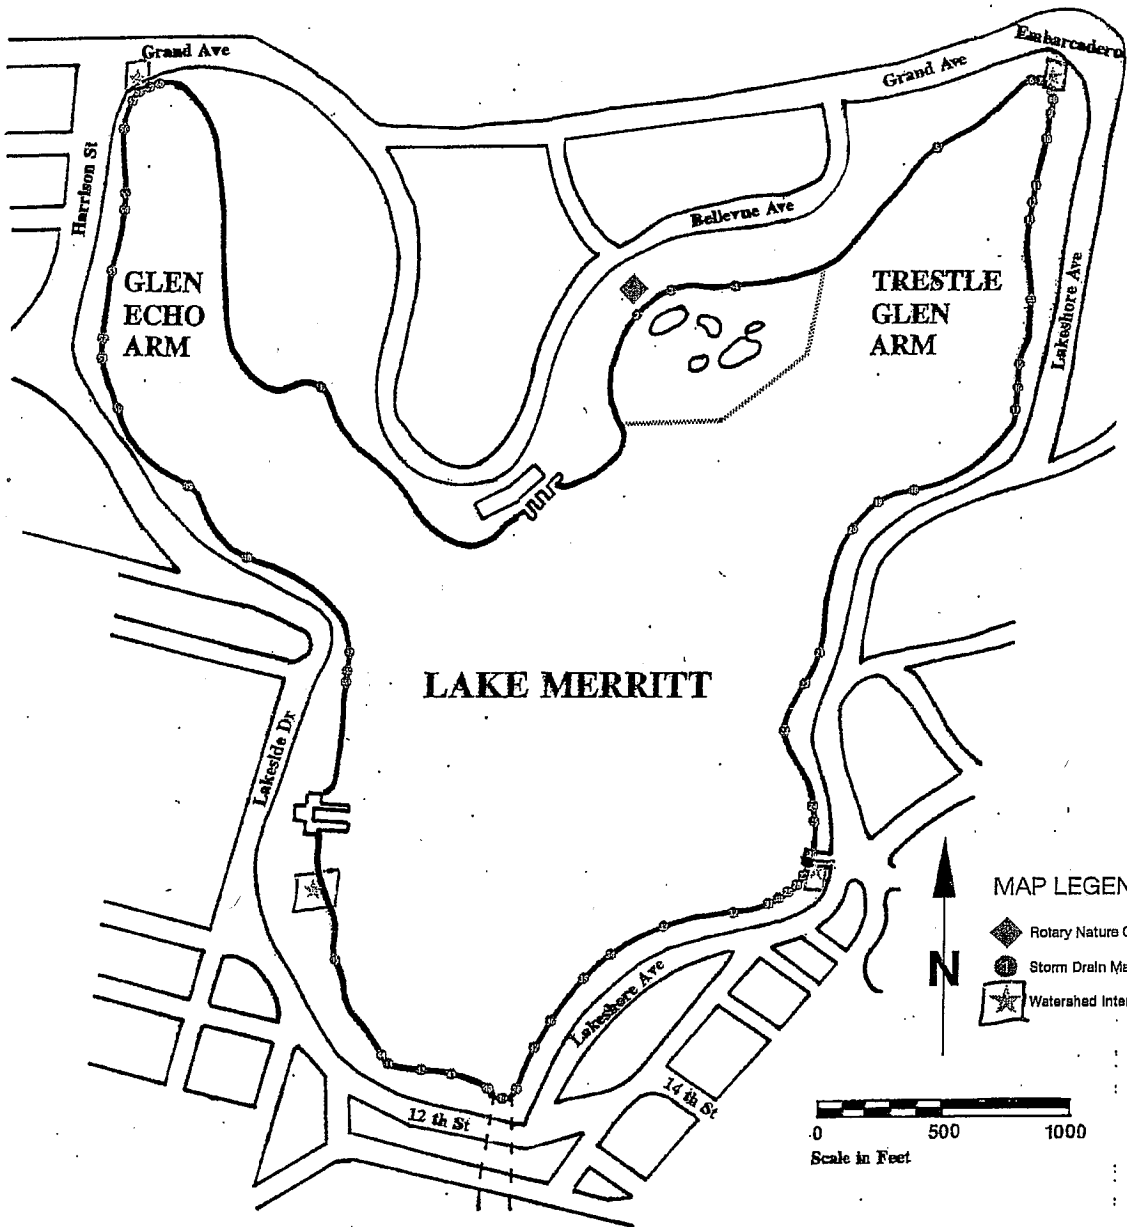 Grand Ave
Embarcadero
Grand Ave
Harrison St
Bellevue Ave
Lakeshore Ave
GLEN
ECHO
ARM
TRESTLE
GLEN
ARM
LAKE MERRITT
Lakeside Dr
MAP LEGEN
Rotary Nature C
Storm Drain Ma
Watershed Inter
N
Lakeshore Ave
14 th St
12 th St
0 500 1000
Scale in Feet